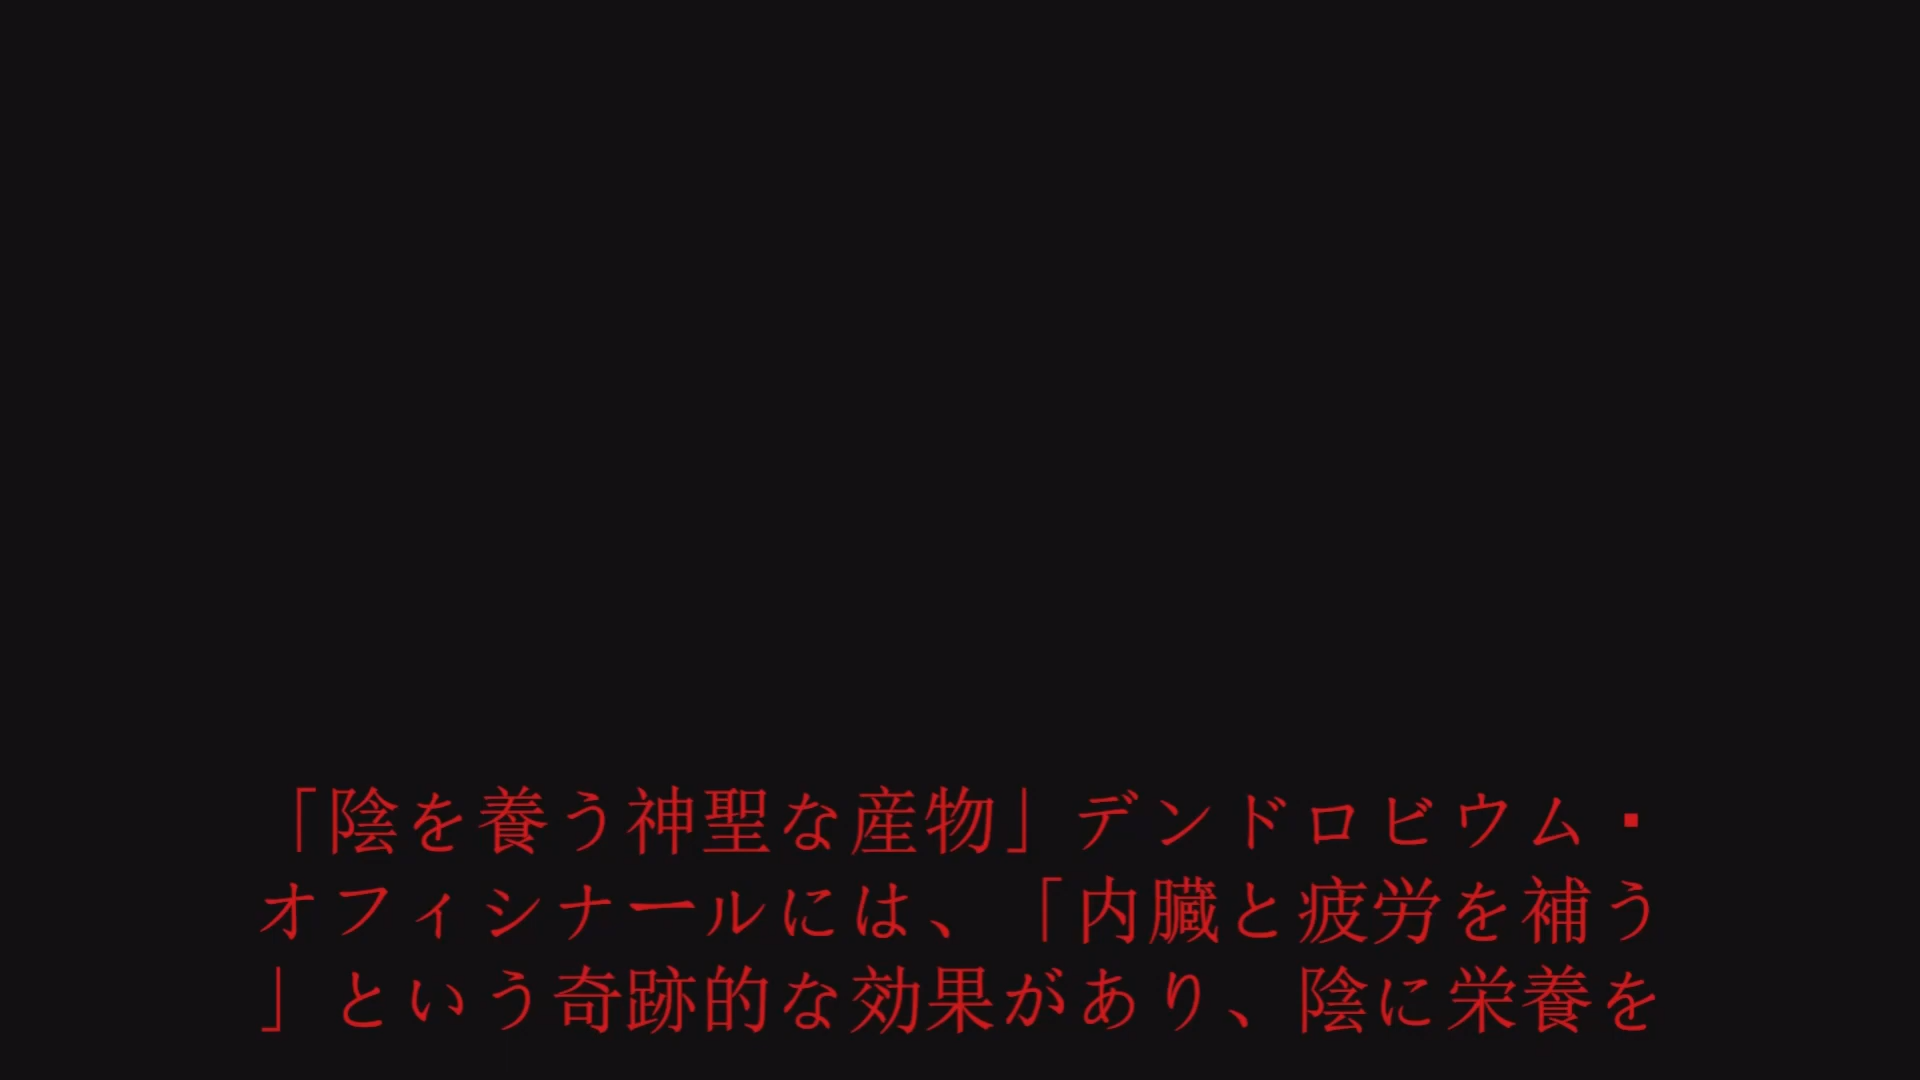 「陰を養う神聖な産物」デンドロビウム・
オフィシナールには、「内臓と疲労を補う
」という奇跡的な効果があり、陰に栄養を